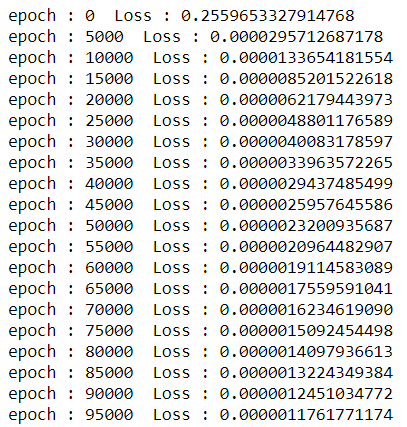 epoch : 0  Loss : 0.2559653327914768
epoch : 5000  Loss : 0.0000295712687178
epoch : 10000  Loss : 0.0000133654181554
epoch : 15000  Loss : 0.0000085201522618
epoch : 20000  Loss : 0.0000062179443973
epoch : 25000  Loss : 0.0000048801176589
epoch : 30000  Loss : 0.0000040083178597
epoch : 35000  Loss : 0.0000033963572265
epoch : 40000  Loss : 0.0000029437485499
epoch : 45000  Loss : 0.0000025957645586
epoch : 50000  Loss : 0.0000023200935687
epoch : 55000  Loss : 0.0000020964482907
epoch : 60000  Loss : 0.0000019114583089
epoch : 65000  Loss : 0.0000017559591041
epoch : 70000  Loss : 0.0000016234619090
epoch : 75000  Loss : 0.0000015092454498
epoch : 80000  Loss : 0.0000014097936613
epoch : 85000  Loss : 0.0000013224349384
epoch : 90000  Loss : 0.0000012451034772
epoch : 95000  Loss : 0.0000011761771174